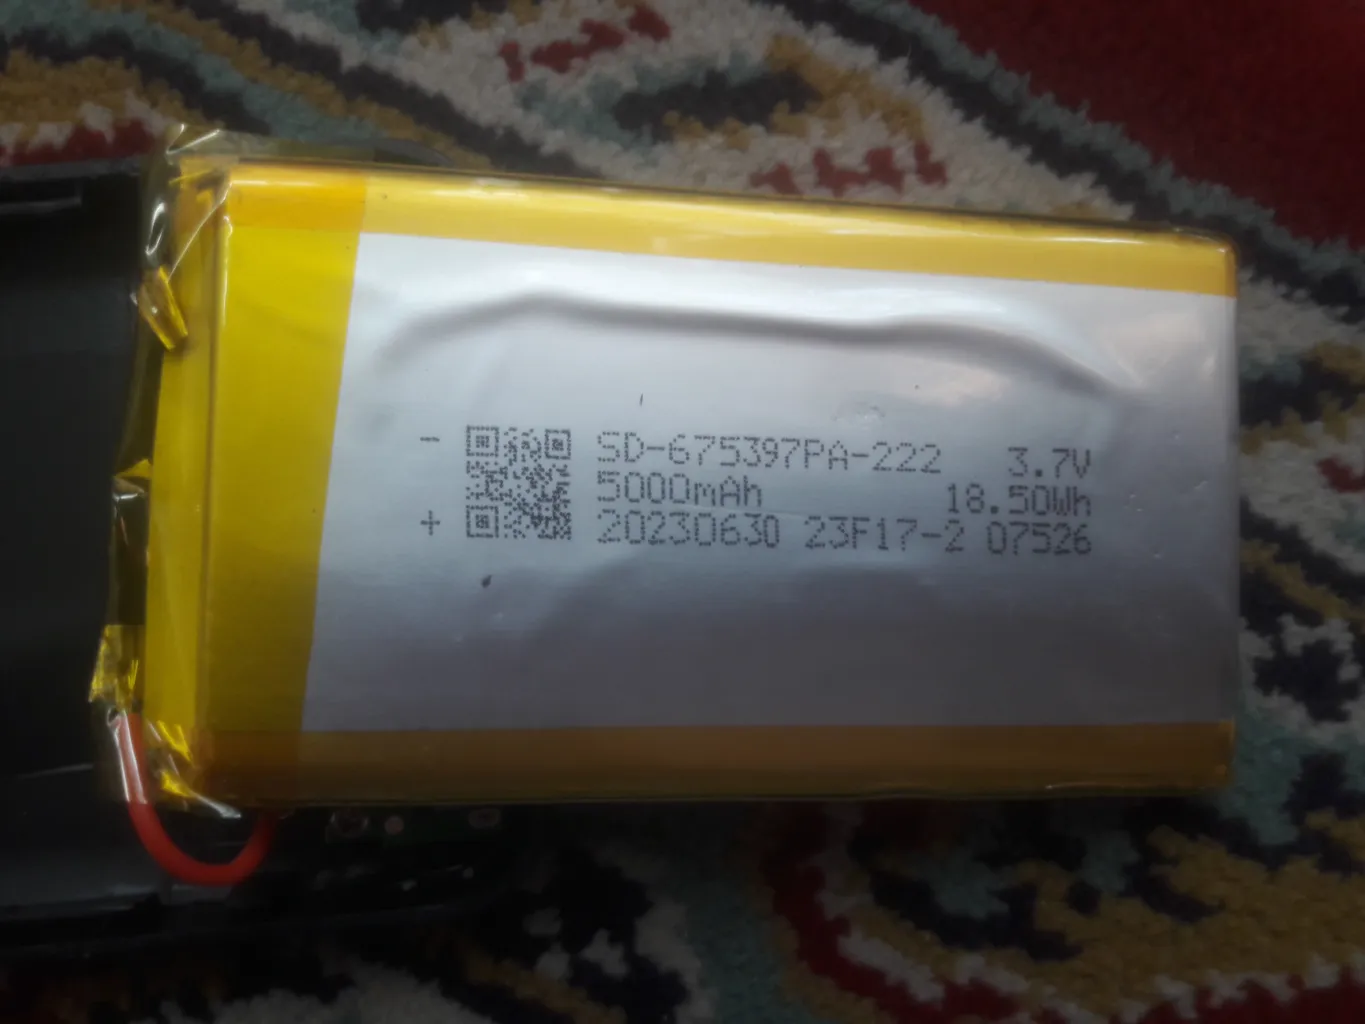 - SD-675397PA-222 3.7V
5000mAh 18.50Wh
+ 20230630 23F17-2 07526